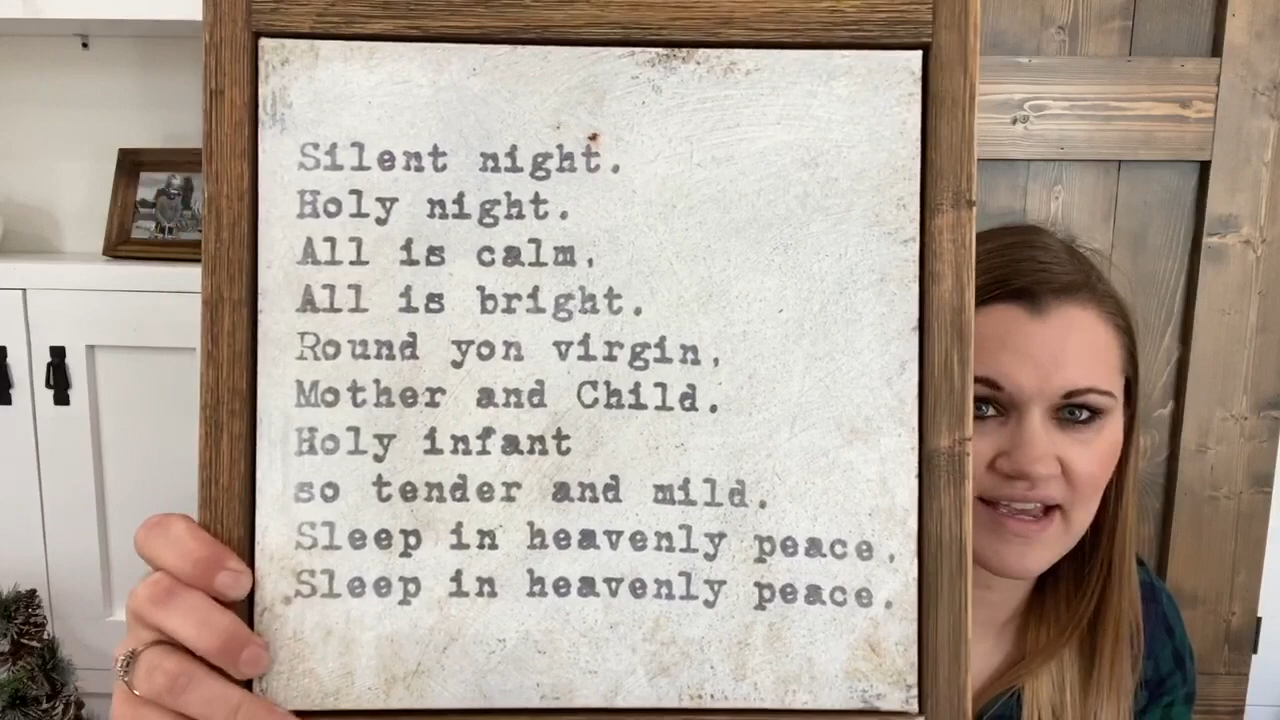 Silent night.
Holy night.
All is calm,
All is bright.
Round yon virgin,
Mother and Child.
Holy infant
so tender and mild.
Sleep in heavenly peace,
Sleep in heavenly peace.